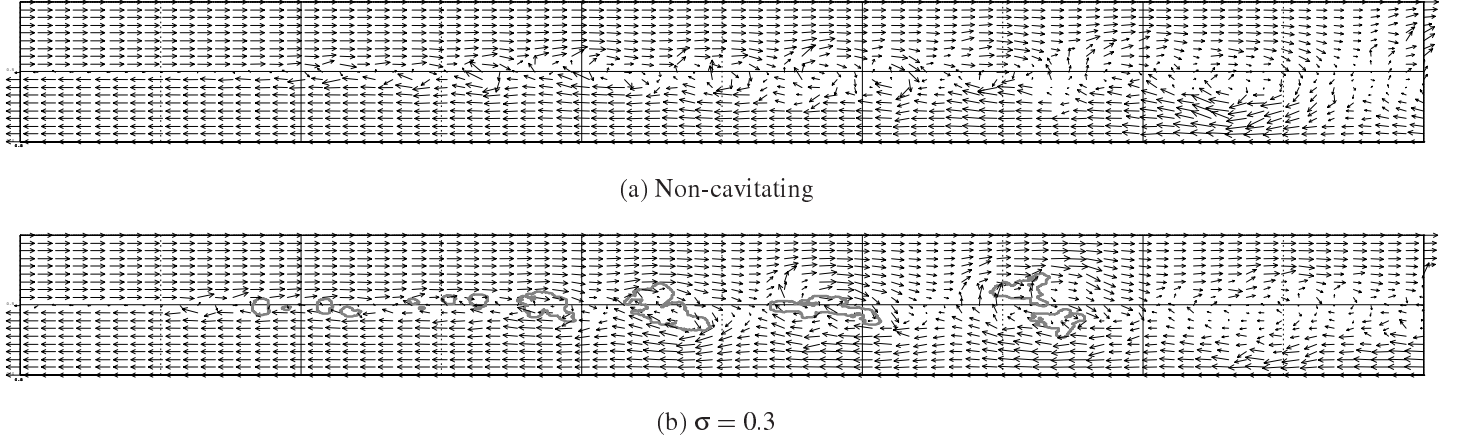 (a) Non-cavitating
(b) σ = 0.3